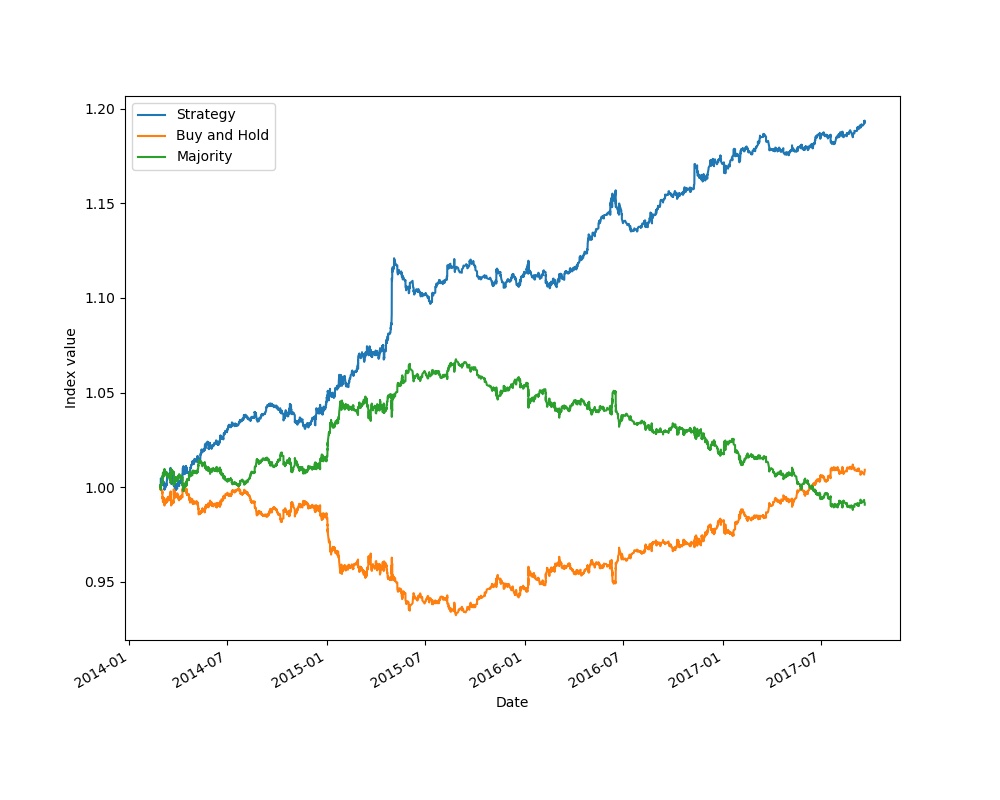 Strategy
Buy and Hold
Majority
1.20
1.15
1.10
1.05
1.00
0.95
Index value
2014-01
2014-07
2015-01
2015-07
2016-01
2016-07
2017-01
2017-07
Date